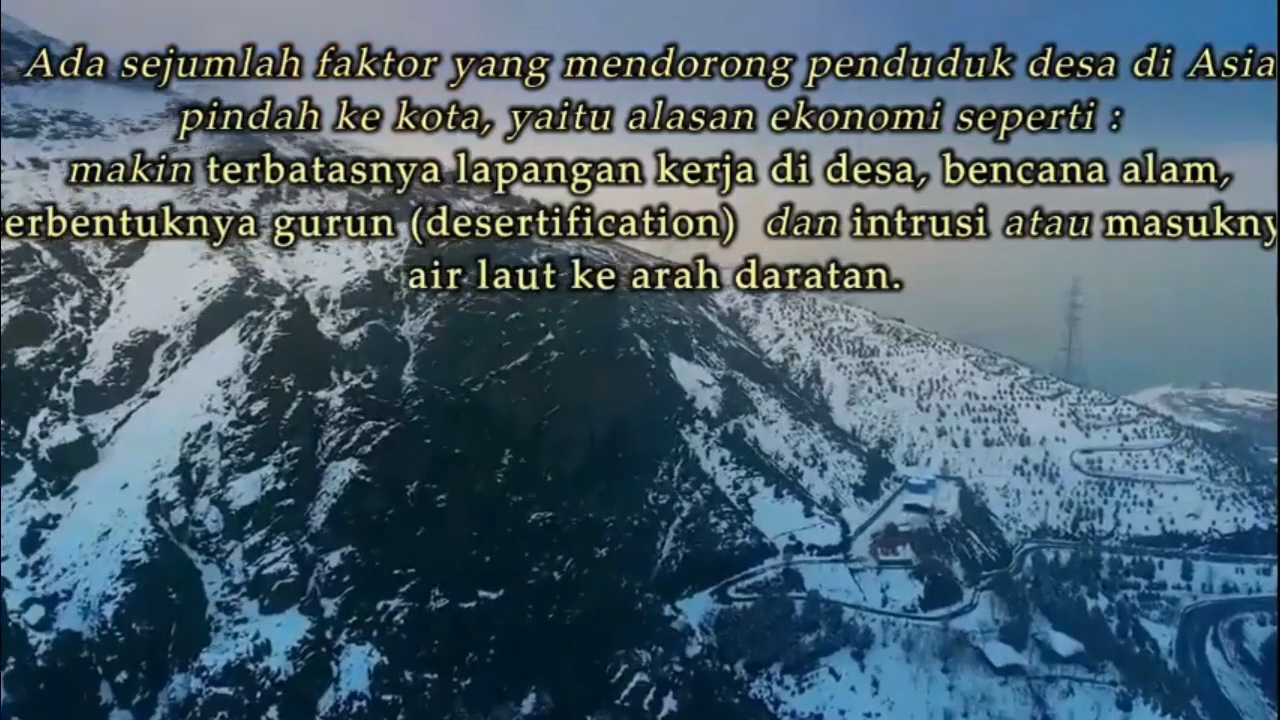 Ada sejumlah faktor yang mendorong penduduk desa di Asia
pindah ke kota, yaitu alasan ekonomi seperti :
makin terbatasnya lapangan kerja di desa, bencana alam,
erbentuknya gurun (desertification) dan intrusi atau masukny
air laut ke arah daratan.